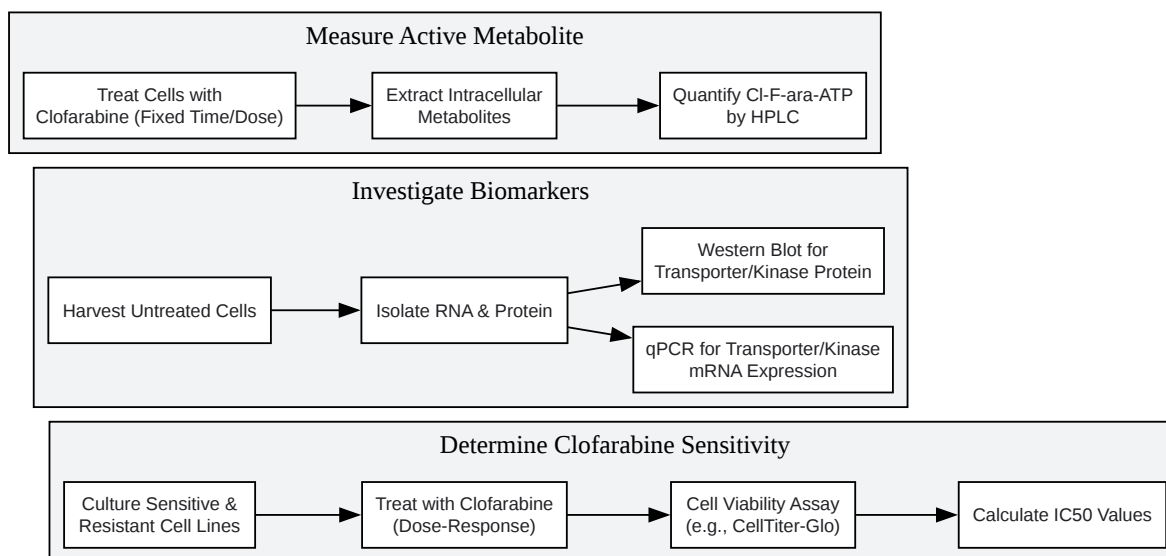 Measure Active Metabolite
Treat Cells with
Clofarabine (Fixed Time/Dose)
Extract Intracellular
Metabolites
Quantify Cl-F-ara-ATP
by HPLC
Investigate Biomarkers
Harvest Untreated Cells
Isolate RNA & Protein
Western Blot for
Transporter/Kinase Protein
qPCR for Transporter/Kinase
mRNA Expression
Determine Clofarabine Sensitivity
Culture Sensitive &
Resistant Cell Lines
Treat with Clofarabine
(Dose-Response)
Cell Viability Assay
(e.g., CellTiter-Glo)
Calculate IC50 Values